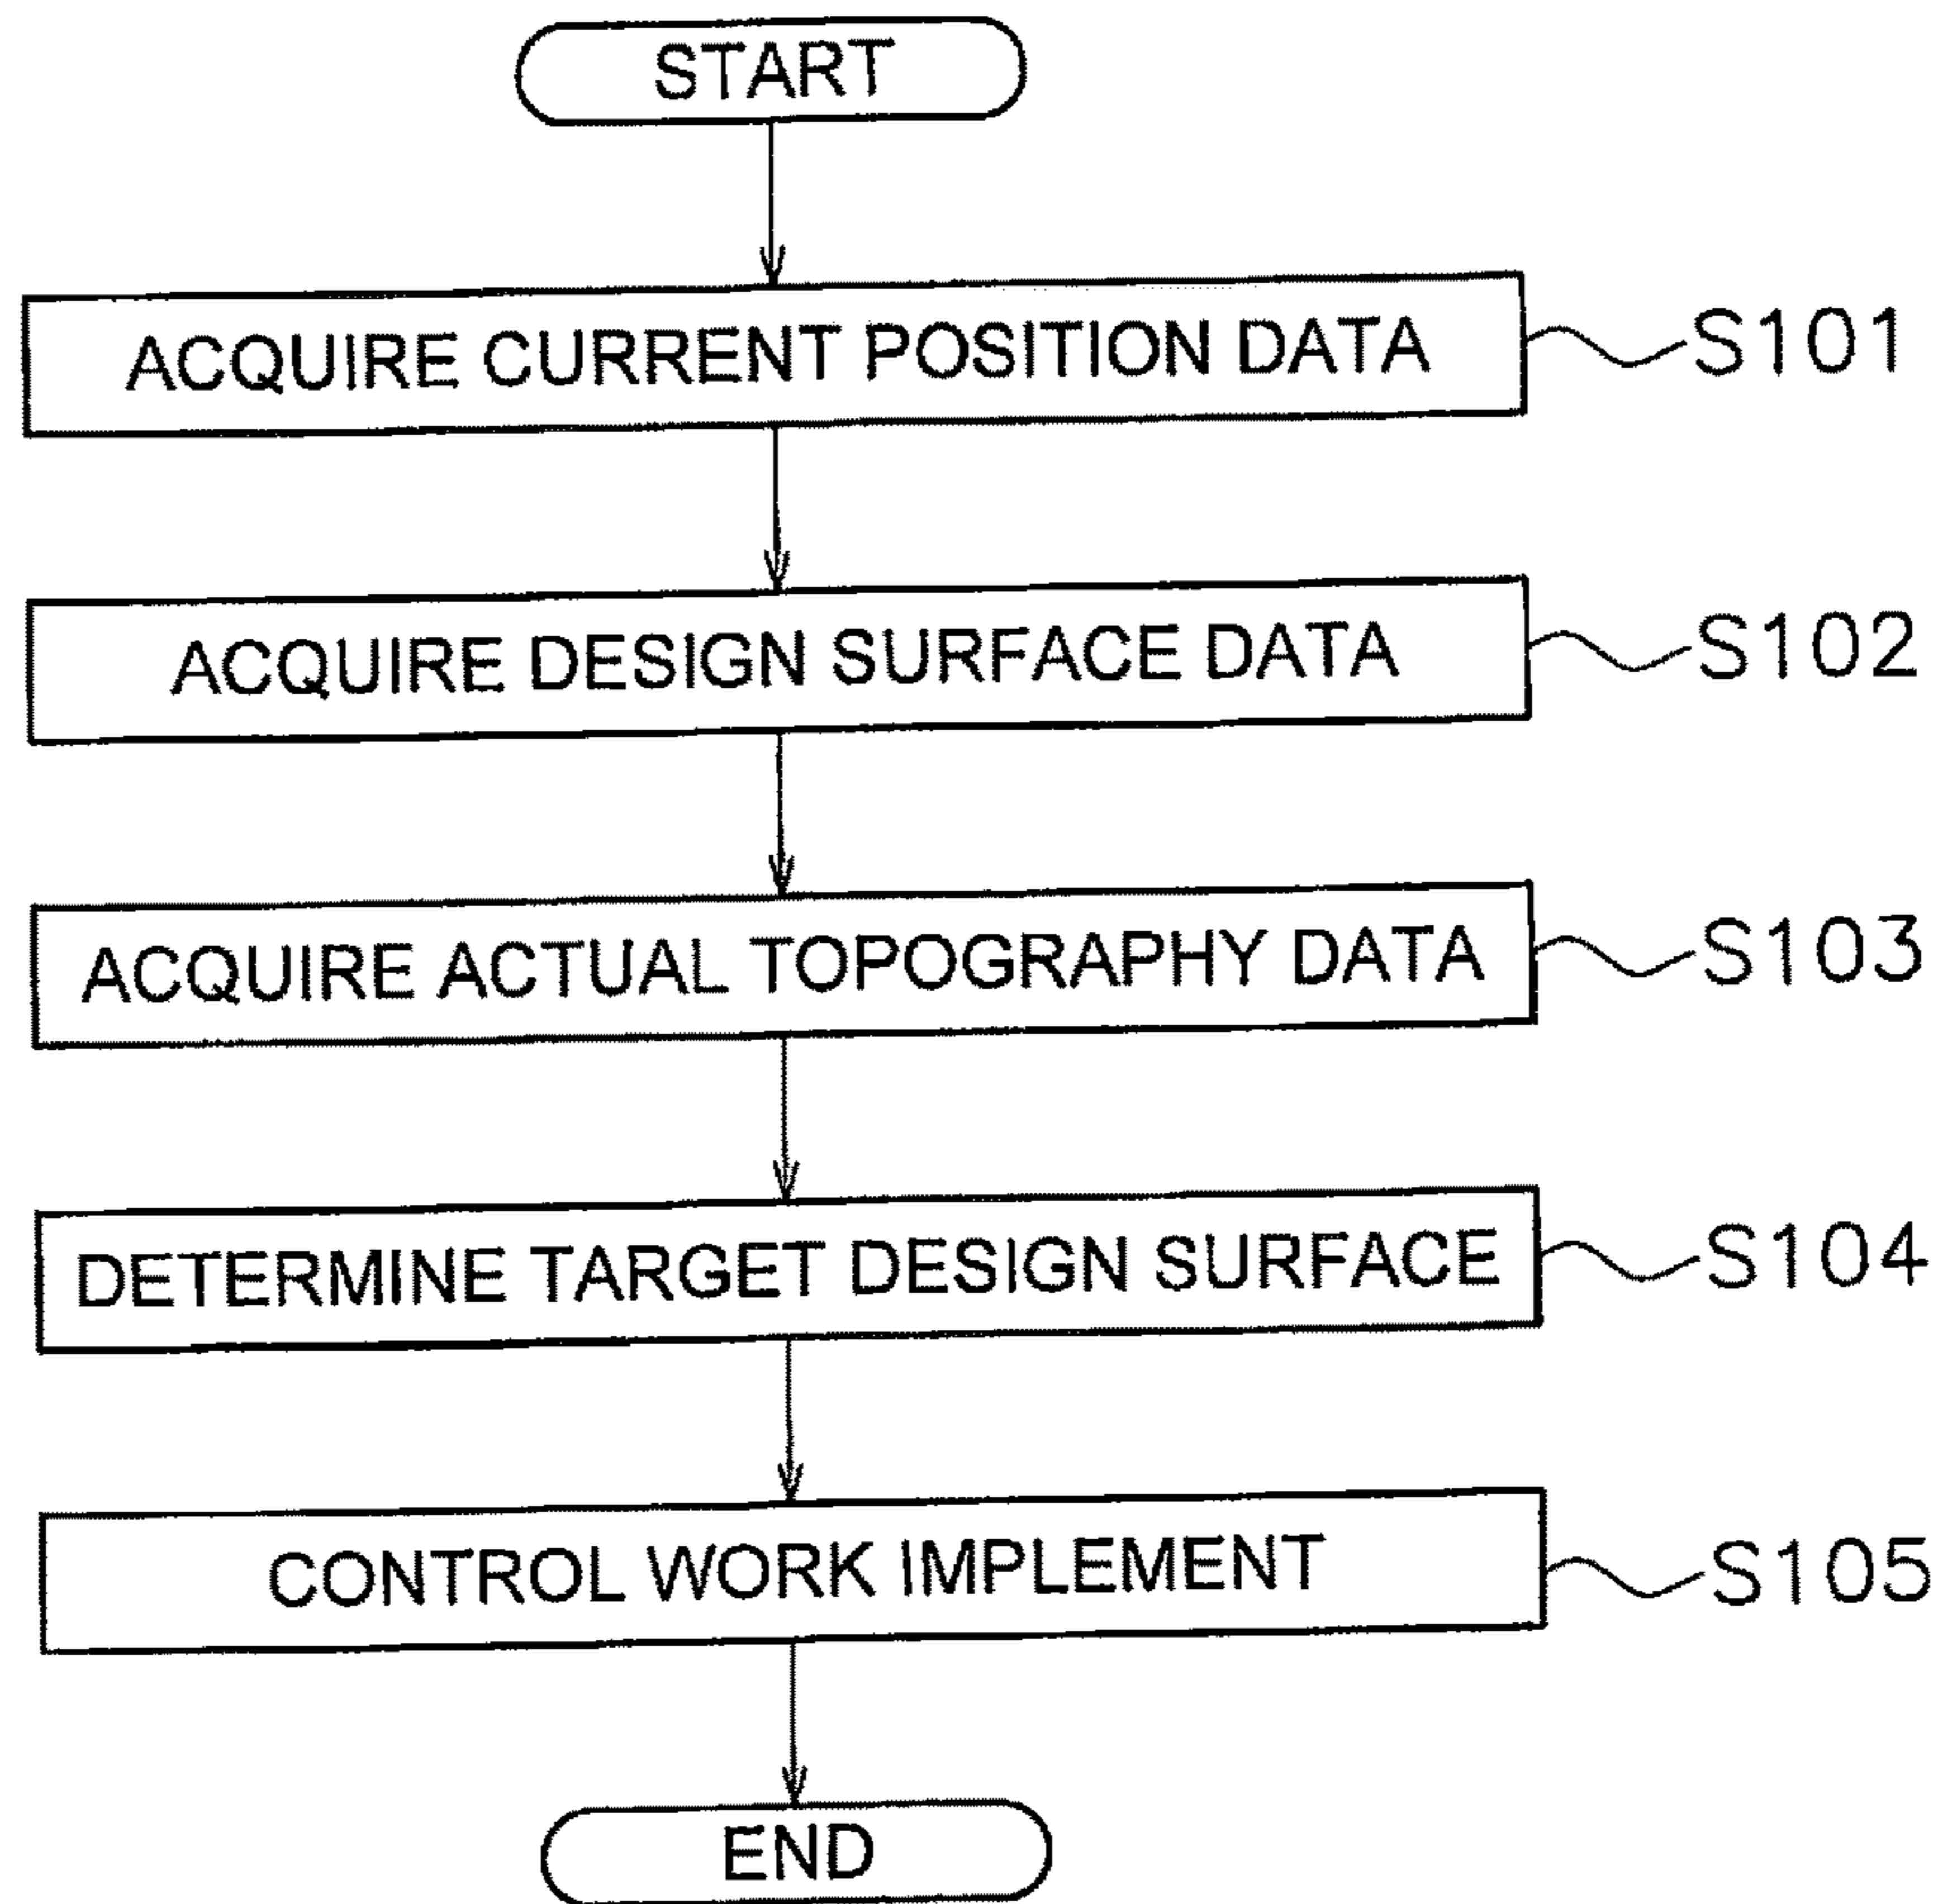 START
ACQUIRE CURRENT POSITION DATA S101
ACQUIRE DESIGN SURFACE DATA S102
ACQUIRE ACTUAL TOPOGRAPHY DATA S103
DETERMINE TARGET DESIGN SURFACE S104
CONTROL WORK IMPLEMENT S105
END